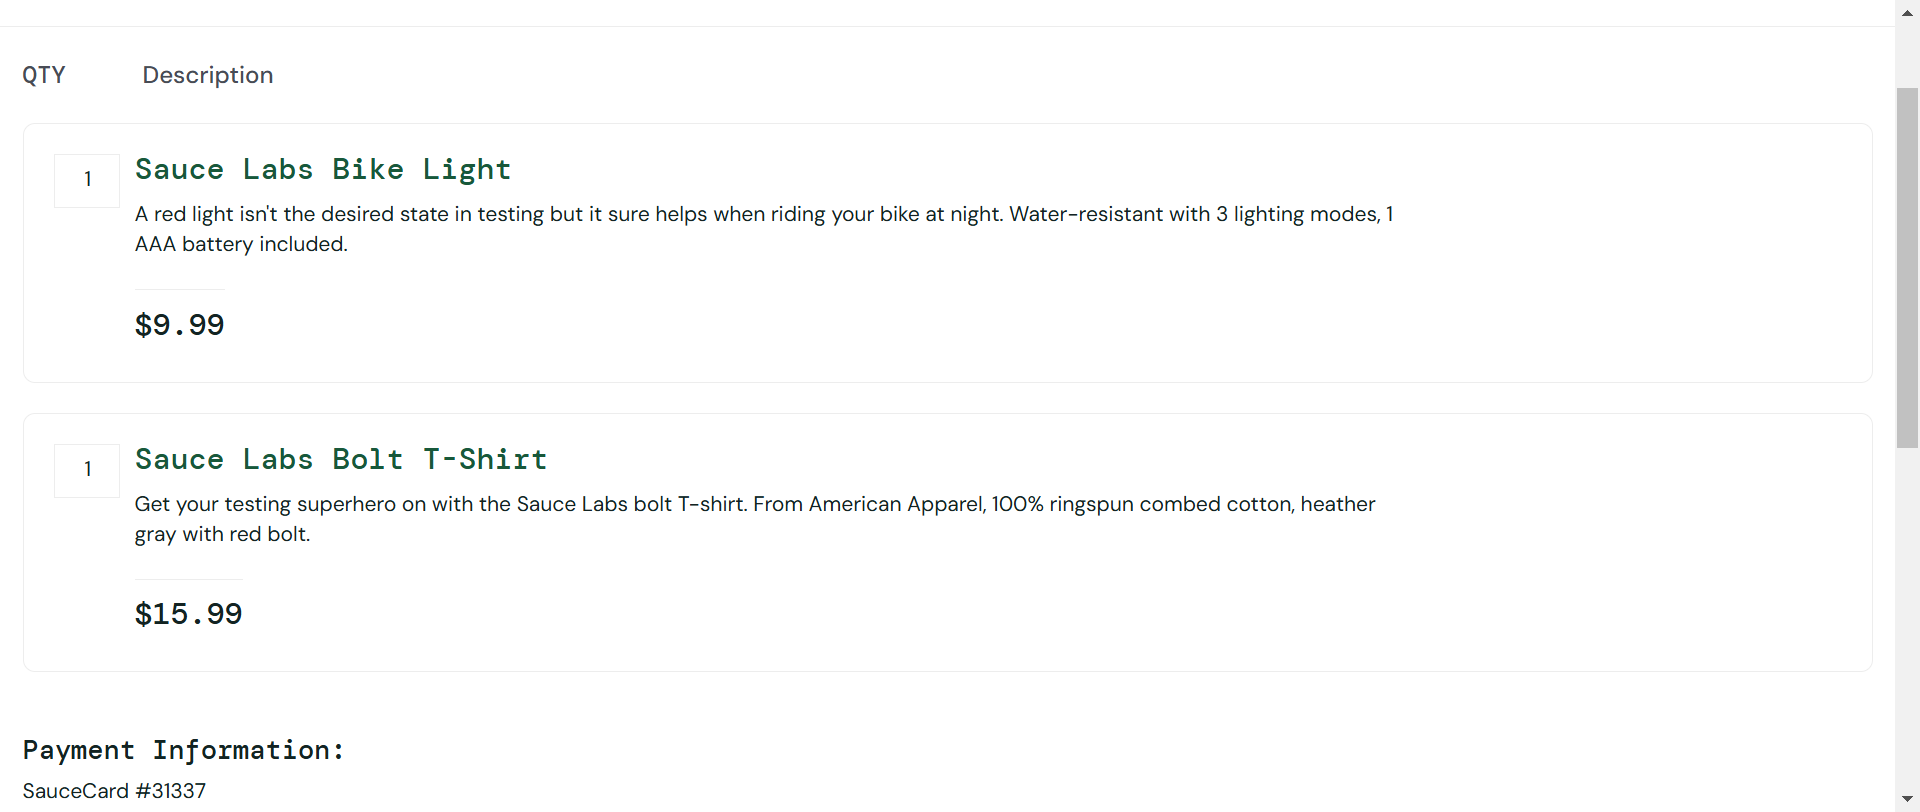 QTY Description
1 Sauce Labs Bike Light
A red light isn't the desired state in testing but it sure helps when riding your bike at night. Water-resistant with 3 lighting modes, 1
AAA battery included.
$9.99
1 Sauce Labs Bolt T-Shirt
Get your testing superhero on with the Sauce Labs bolt T-shirt. From American Apparel, 100% ringspun combed cotton, heather
gray with red bolt.
$15.99
Payment Information:
SauceCard #31337